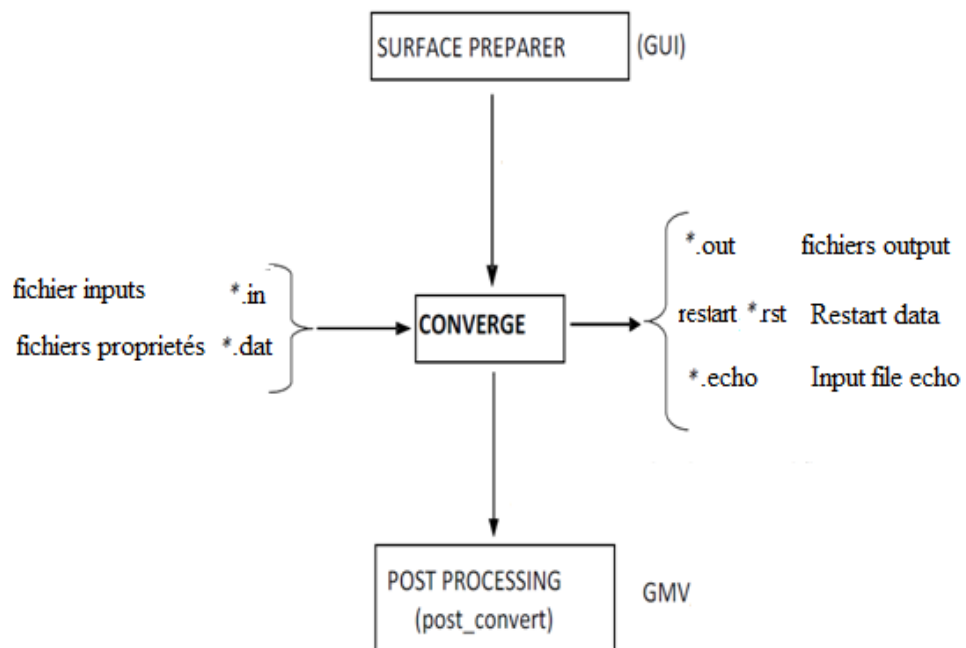 SURFACE PREPARER (GUI)
fichier inputs *.in
fichiers proprietés *.dat
CONVERGE
*.out fichiers output
restart *.rst Restart data
*.echo Input file echo
POST PROCESSING
(post_convert)
GMV